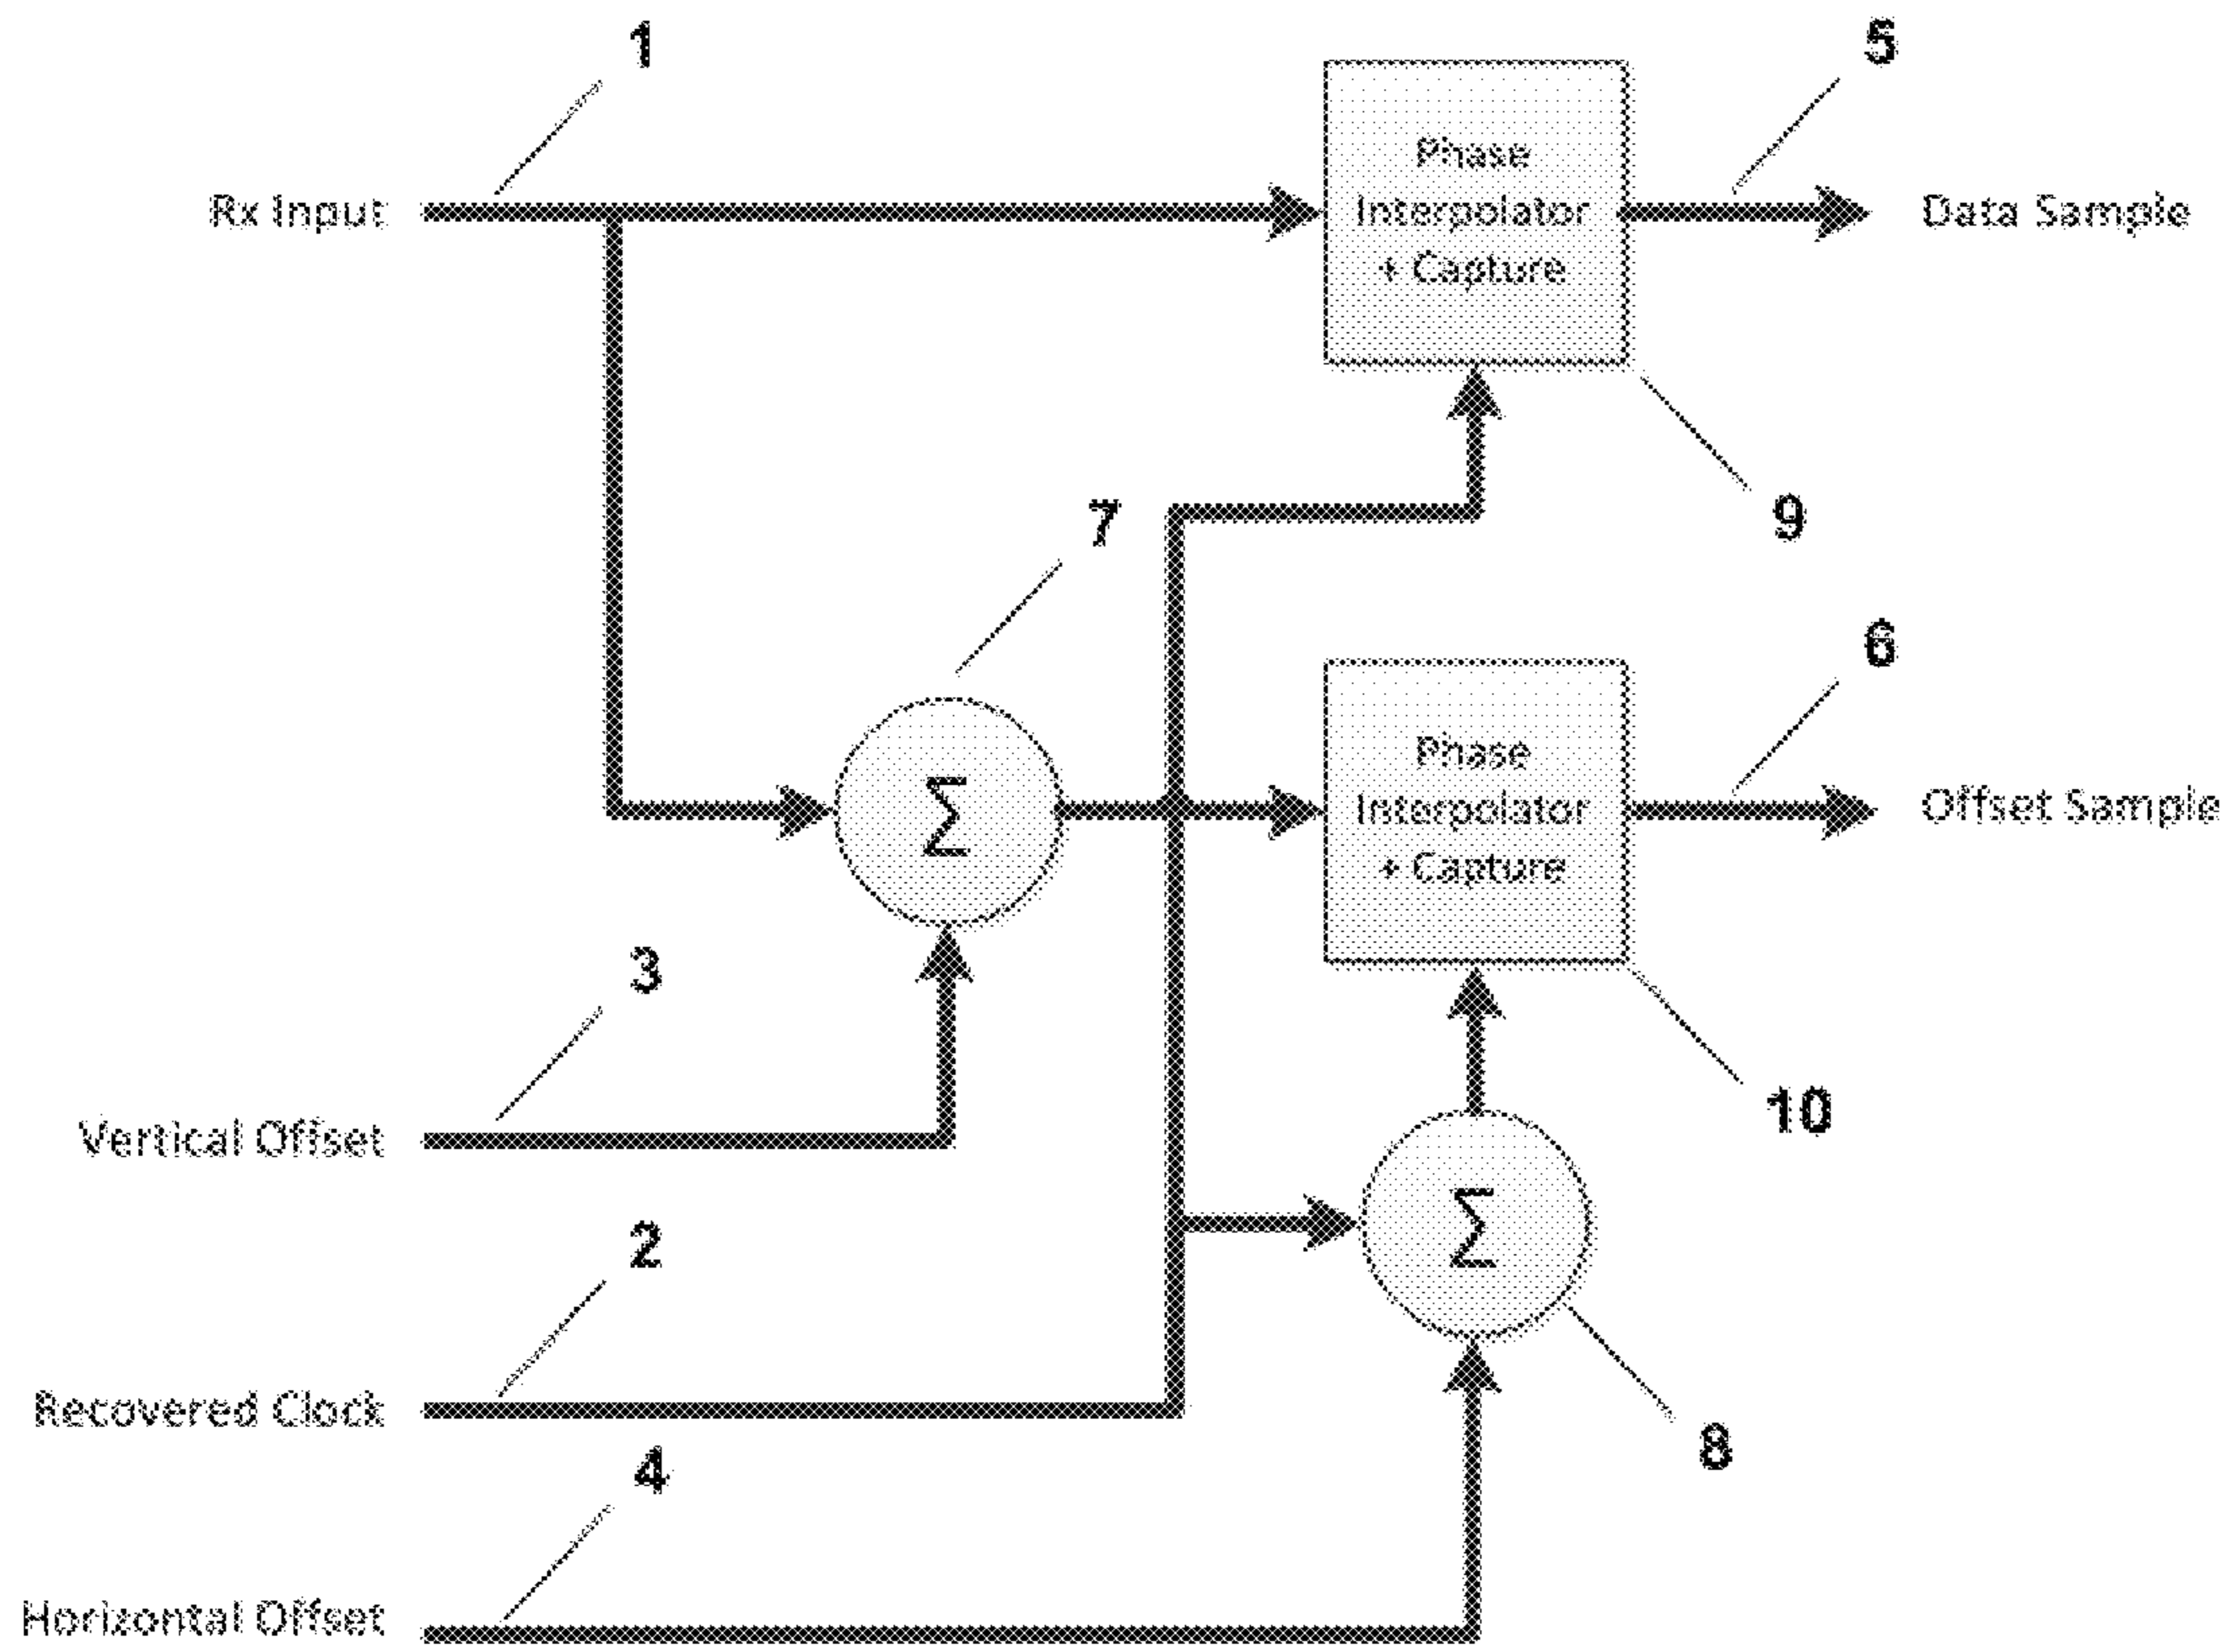 1
5
Rx Input
Phase
Interpolator
+ Capture
Data Sample
9
7
6
Σ
Phase
Interpolator
+ Capture
Offset Sample
3
10
Vertical Offset
2
Σ
Recovered Clock
8
4
Horizontal Offset